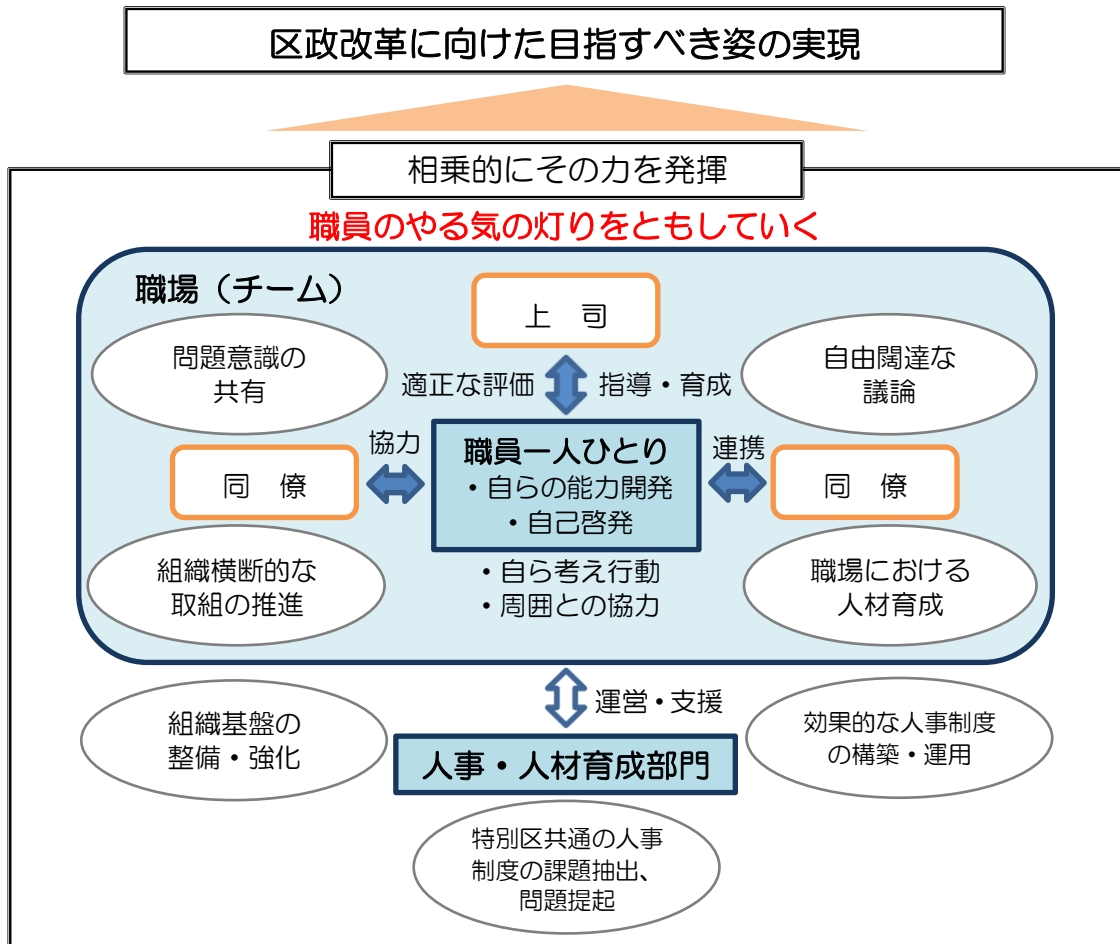 区政改革に向けた目指すべき姿の実現
相乗的にその力を発揮
職員のやる気の灯りをともしていく
職場（チーム）
上　司
問題意識の
共有
自由闊達な
議論
適正な評価
指導・育成
協力
職員一人ひとり
・自らの能力開発
・自己啓発
連携
同　僚
同　僚
・自ら考え行動
・周囲との協力
組織横断的な
取組の推進
職場における
人材育成
運営・支援
組織基盤の
整備・強化
人事・人材育成部門
効果的な人事制度
の構築・運用
特別区共通の人事
制度の課題抽出、
問題提起